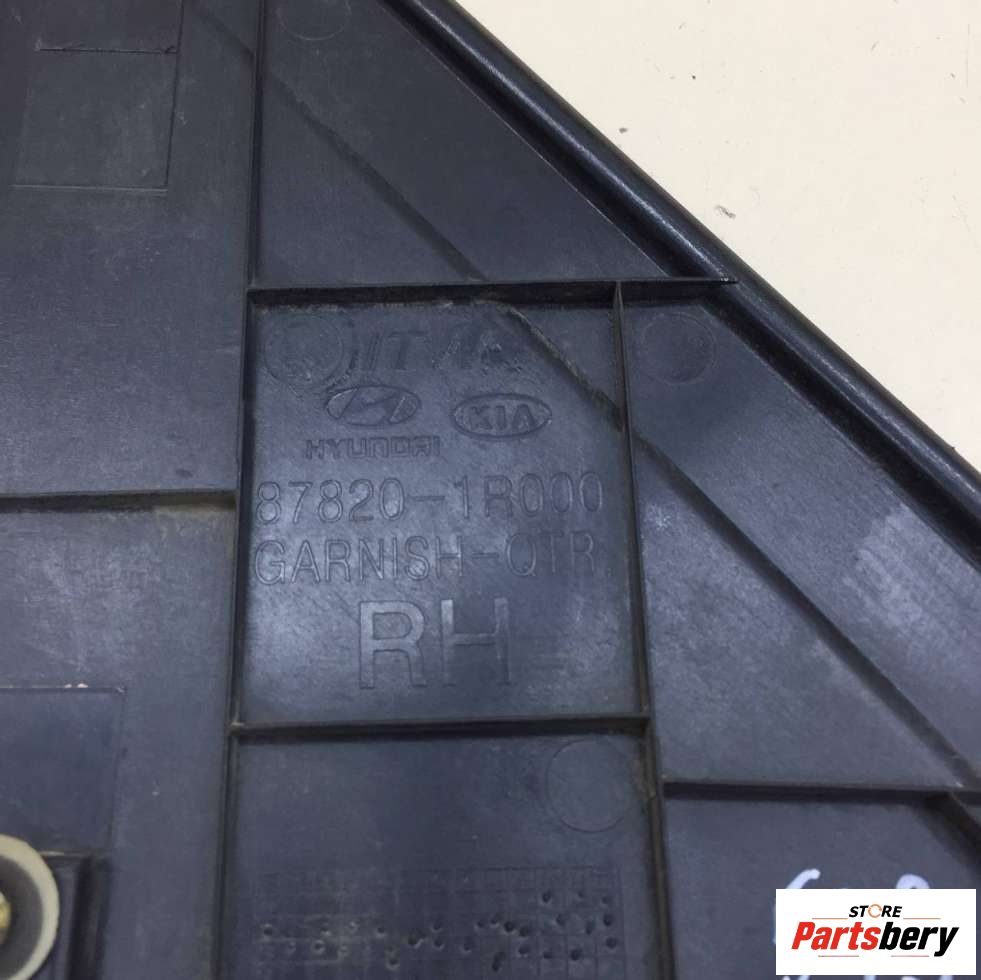 HYUNDAI KIA
87820-1R000
GARNISH-QTR.
RH
STORE
Partsbery